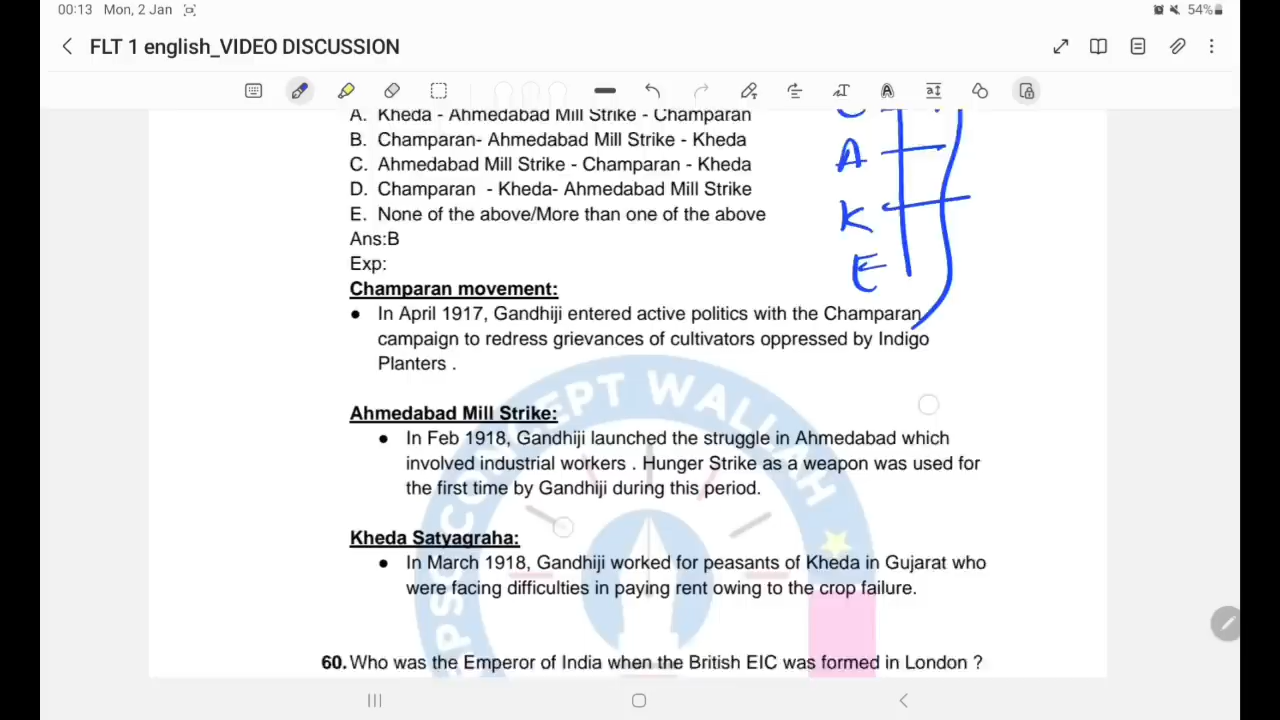 00:13 Mon, 2 Jan
54%
FLT 1 english_VIDEO DISCUSSION
A. Kheda - Ahmedabad Mill Strike - Champaran
B. Champaran- Ahmedabad Mill Strike - Kheda
C. Ahmedabad Mill Strike - Champaran - Kheda
D. Champaran - Kheda- Ahmedabad Mill Strike
E. None of the above/More than one of the above
Ans:B
Exp:
A
K
E
Champaran movement:
• In April 1917, Gandhiji entered active politics with the Champaran
campaign to redress grievances of cultivators oppressed by Indigo
Planters .
Ahmedabad Mill Strike:
• In Feb 1918, Gandhiji launched the struggle in Ahmedabad which
involved industrial workers . Hunger Strike as a weapon was used for
the first time by Gandhiji during this period.
Kheda Satyagraha:
• In March 1918, Gandhiji worked for peasants of Kheda in Gujarat who
were facing difficulties in paying rent owing to the crop failure.
60. Who was the Emperor of India when the British EIC was formed in London ?
CONCEPT WALLAH